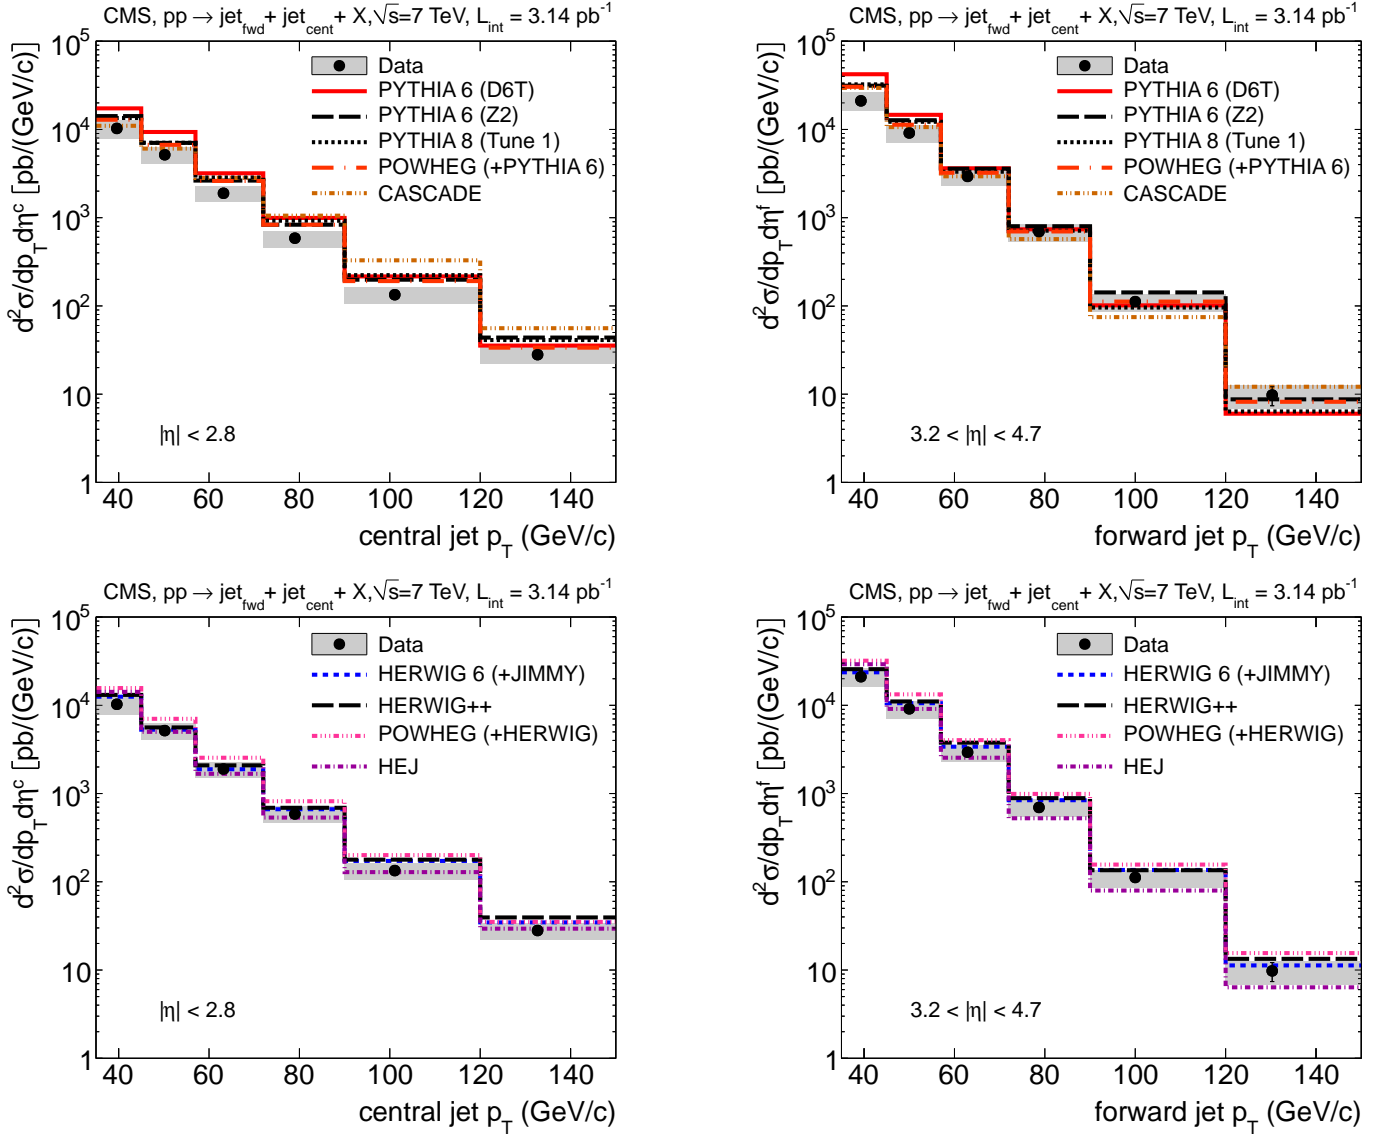 CMS, pp → jet_fwd + jet_cent + X, √s=7 TeV, L_int = 3.14 pb^-1
d²σ/dp_T dη^c [pb/(GeV/c)]
10^5
10^4
10^3
10^2
10
1
Data
PYTHIA 6 (D6T)
PYTHIA 6 (Z2)
PYTHIA 8 (Tune 1)
POWHEG (+PYTHIA 6)
CASCADE
|η| < 2.8
40 60 80 100 120 140
central jet p_T (GeV/c)
CMS, pp → jet_fwd + jet_cent + X, √s=7 TeV, L_int = 3.14 pb^-1
d²σ/dp_T dη^f [pb/(GeV/c)]
10^5
10^4
10^3
10^2
10
1
Data
PYTHIA 6 (D6T)
PYTHIA 6 (Z2)
PYTHIA 8 (Tune 1)
POWHEG (+PYTHIA 6)
CASCADE
3.2 < |η| < 4.7
40 60 80 100 120 140
forward jet p_T (GeV/c)
CMS, pp → jet_fwd + jet_cent + X, √s=7 TeV, L_int = 3.14 pb^-1
d²σ/dp_T dη^c [pb/(GeV/c)]
10^5
10^4
10^3
10^2
10
1
Data
HERWIG 6 (+JIMMY)
HERWIG++
POWHEG (+HERWIG)
HEJ
|η| < 2.8
40 60 80 100 120 140
central jet p_T (GeV/c)
CMS, pp → jet_fwd + jet_cent + X, √s=7 TeV, L_int = 3.14 pb^-1
d²σ/dp_T dη^f [pb/(GeV/c)]
10^5
10^4
10^3
10^2
10
1
Data
HERWIG 6 (+JIMMY)
HERWIG++
POWHEG (+HERWIG)
HEJ
3.2 < |η| < 4.7
40 60 80 100 120 140
forward jet p_T (GeV/c)